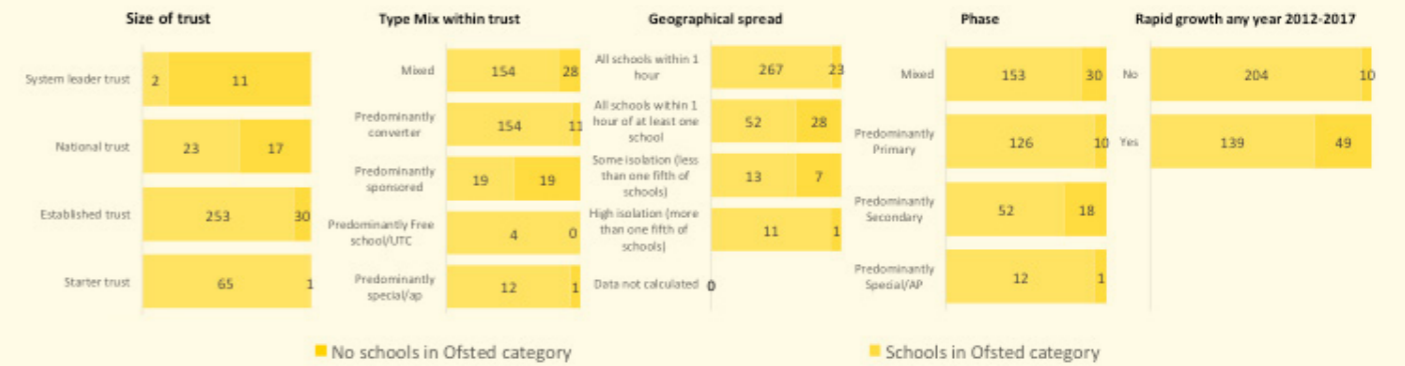 Size of trust
System leader trust
2
11
National trust
23
17
Established trust
253
30
Starter trust
65
1
Type Mix within trust
Mixed
154
28
Predominantly
converter
154
11
Predominantly
sponsored
19
19
Predominantly Free
school/UTC
4
0
Predominantly
special/ap
12
1
Geographical spread
All schools within 1
hour
267
23
All schools within 1
hour of at least one
school
52
28
Some isolation (less
than one fifth of
schools)
13
7
High isolation (more
than one fifth of
schools)
11
1
Data not calculated
0
Phase
Mixed
153
30
Predominantly
Primary
126
10
Predominantly
Secondary
52
18
Predominantly
Special/AP
12
1
Rapid growth any year 2012-2017
No
204
10
Yes
139
49
No schools in Ofsted category
Schools in Ofsted category